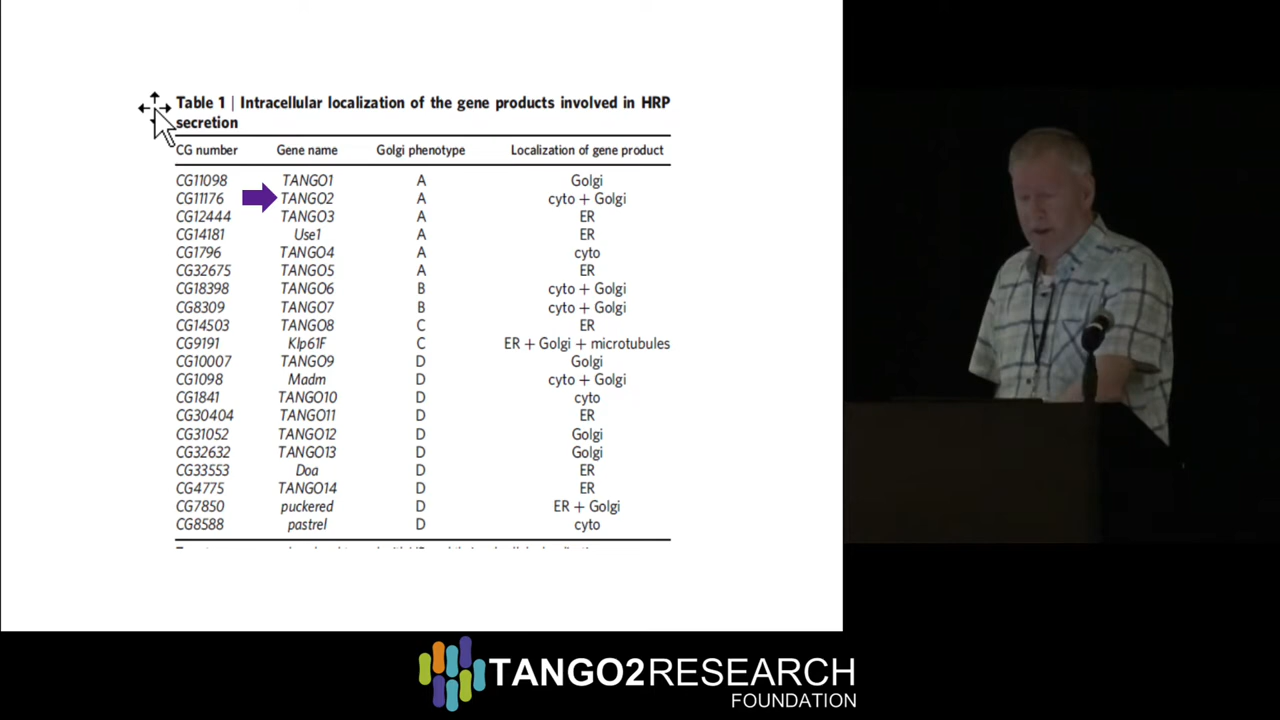 Table 1 | Intracellular localization of the gene products involved in HRP
secretion
CG number Gene name Golgi phenotype Localization of gene product
CG11098 TANGO1 A Golgi
CG11176 TANGO2 A cyto + Golgi
CG12444 TANGO3 A ER
CG14181 Use1 A ER
CG1796 TANGO4 A cyto
CG32675 TANGO5 A ER
CG18398 TANGO6 B cyto + Golgi
CG8309 TANGO7 B cyto + Golgi
CG14503 TANGO8 C ER
CG9191 Klp61F C ER + Golgi + microtubules
CG10007 TANGO9 D Golgi
CG1098 Madm D cyto + Golgi
CG1841 TANGO10 D cyto
CG30404 TANGO11 D ER
CG31052 TANGO12 D Golgi
CG32632 TANGO13 D Golgi
CG33553 Doa D ER
CG4775 TANGO14 D ER
CG7850 puckered D ER + Golgi
CG8588 pastrel D cyto
TANGO2RESEARCH
FOUNDATION